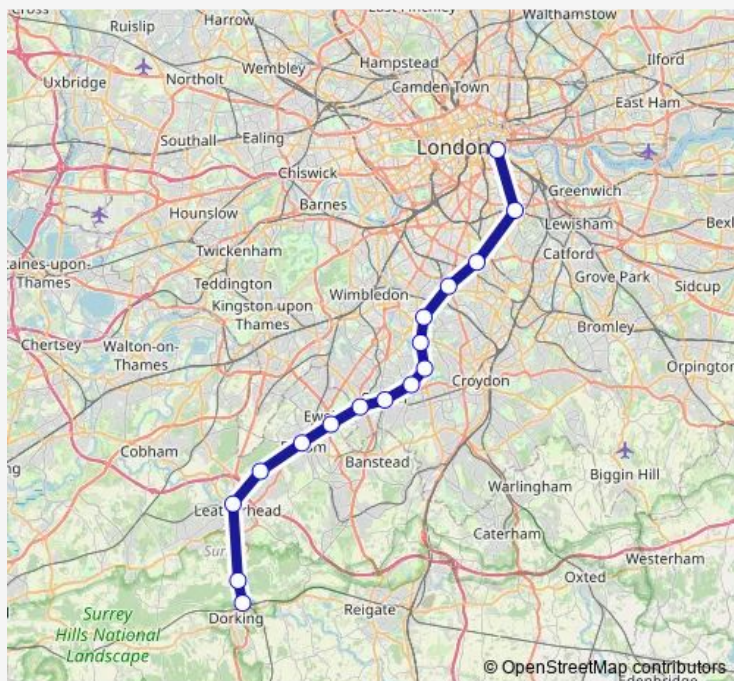 Ruislip
Harrow
Walthamstow
Uxbridge
Northolt
Wembley
Hampstead
Ilford
Camden Town
East Ham
Southall
Ealing
London
Chiswick
Greenwich
Hounslow
Barnes
Lewisham
Twickenham
Catford
Thames
Teddington
Grove Park
Sidcup
Wimbledon
Kingston upon
Thames
Bromley
Chertsey
Walton-on-
Thames
Orpington
Croydon
Cobham
Banstead
Biggin Hill
Warlingham
Caterham
Westerham
Oxted
Surrey
Hills National
Landscape
Dorking
Reigate
© OpenStreetMap contributors